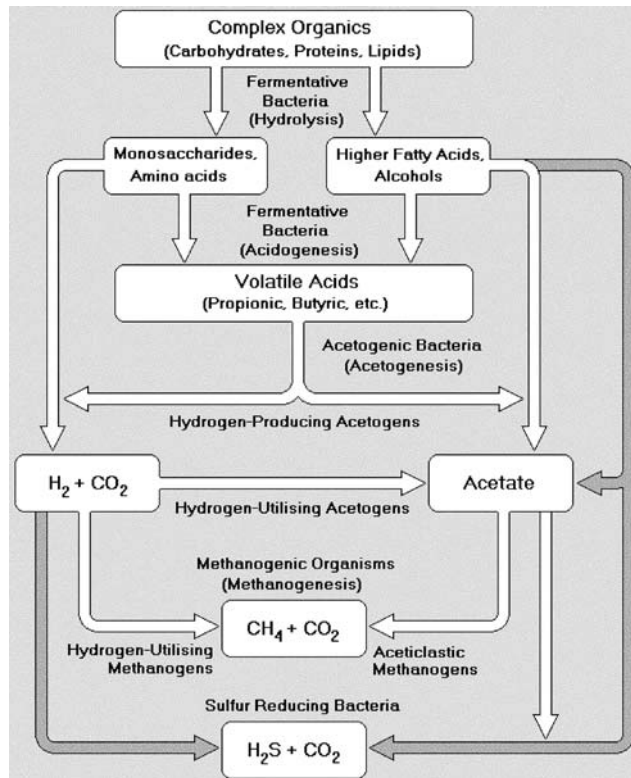 Complex Organics
(Carbohydrates, Proteins, Lipids)
Fermentative
Bacteria
(Hydrolysis)
Monosaccharides,
Amino acids
Higher Fatty Acids,
Alcohols
Fermentative
Bacteria
(Acidogenesis)
Volatile Acids
(Propionic, Butyric, etc.)
Acetogenic Bacteria
(Acetogenesis)
Hydrogen-Producing Acetogens
H₂ + CO₂
Acetate
Hydrogen-Utilising Acetogens
Methanogenic Organisms
(Methanogenesis)
CH₄ + CO₂
Hydrogen-Utilising
Methanogens
Aceticlastic
Methanogens
Sulfur Reducing Bacteria
H₂S + CO₂